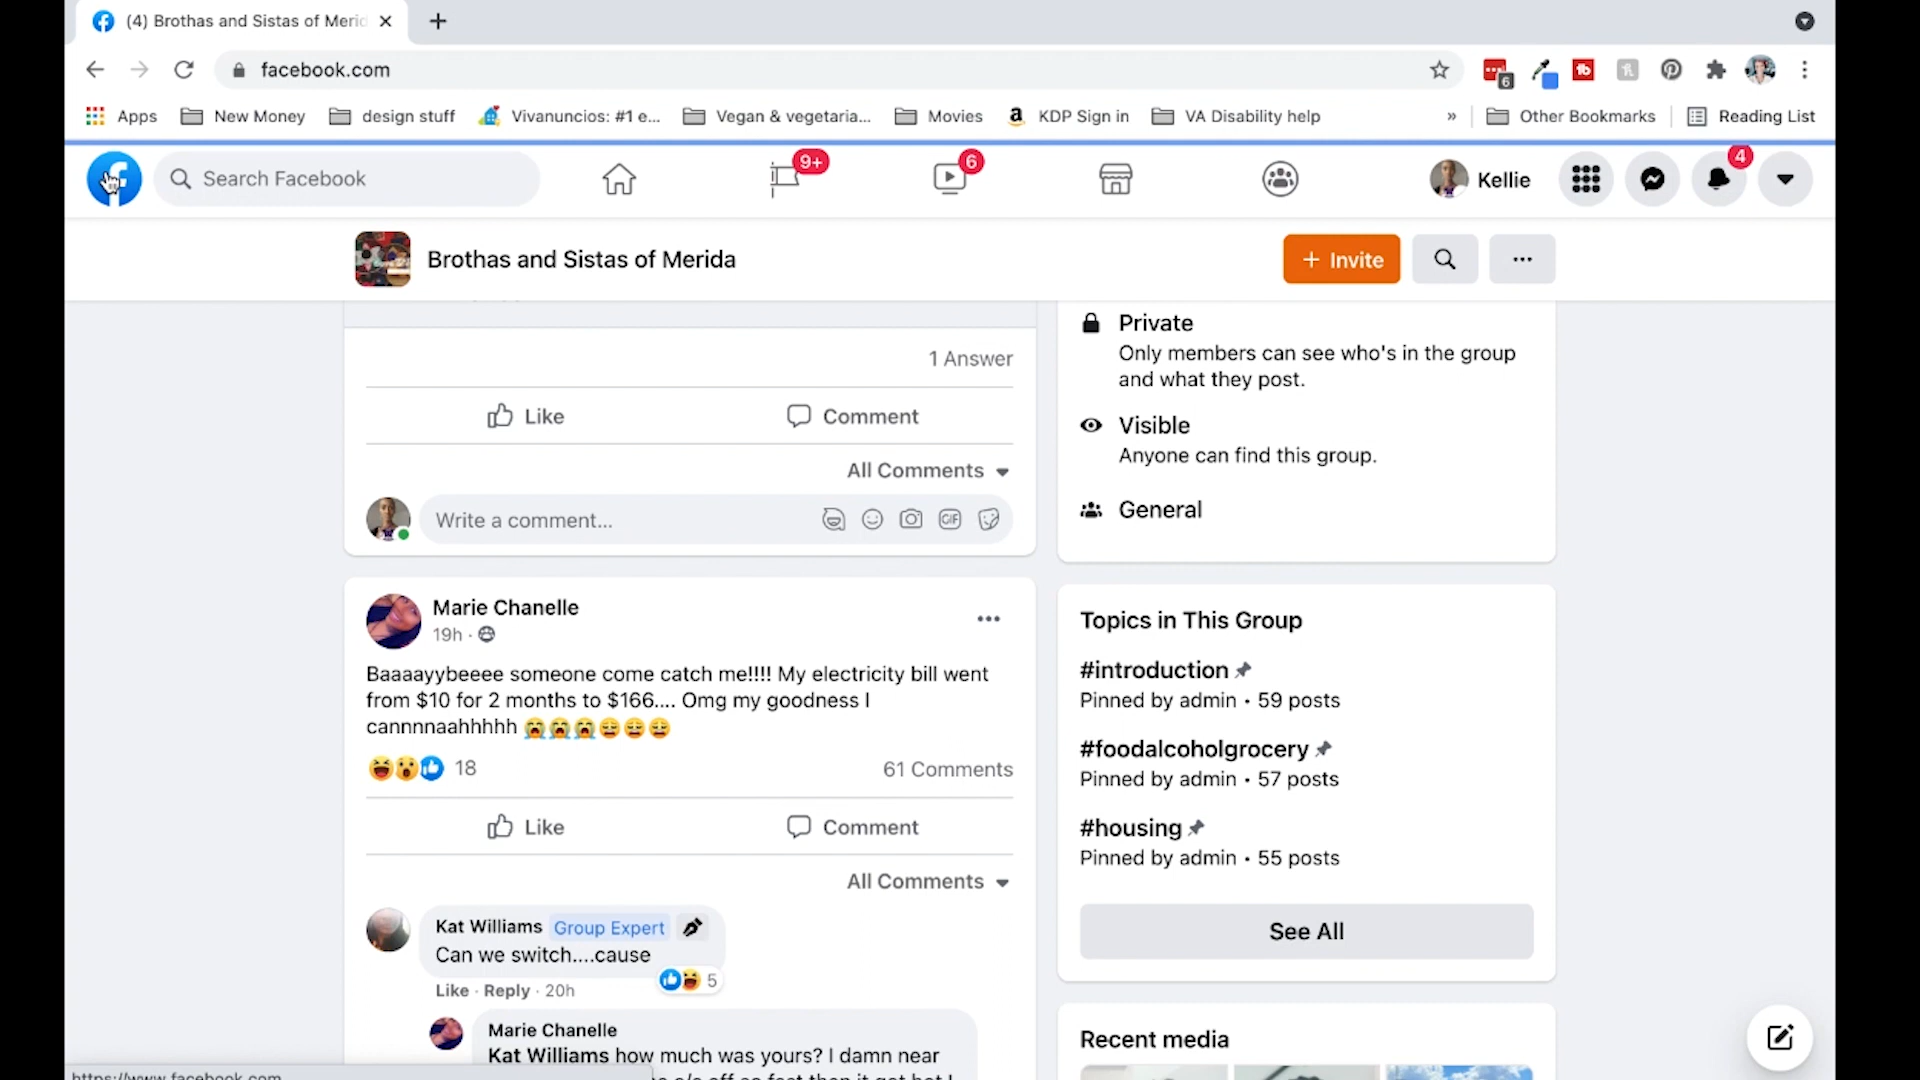 (4) Brothas and Sistas of Merid
facebook.com
6
Apps
New Money
design stuff
Vivanuncios: #1 e...
Vegan & vegetaria...
Movies
KDP Sign in
VA Disability help
»
Other Bookmarks
Reading List
Search Facebook
9+
6
Kellie
4
Brothas and Sistas of Merida
+ Invite
1 Answer
Like
Comment
All Comments
Write a comment...
GIF
Marie Chanelle
19h ·
Baaaayybeeee someone come catch me!!!! My electricity bill went
from $10 for 2 months to $166.... Omg my goodness I
cannnnaahhhhh 😭😭😭😩😩😩
18
61 Comments
Like
Comment
All Comments
Kat Williams Group Expert
Can we switch....cause
5
Like · Reply · 20h
Marie Chanelle
Kat Williams how much was yours? I damn near
Private
Only members can see who's in the group
and what they post.
Visible
Anyone can find this group.
General
Topics in This Group
#introduction
Pinned by admin • 59 posts
#foodalcoholgrocery
Pinned by admin • 57 posts
#housing
Pinned by admin • 55 posts
See All
Recent media
https://www.facebook.com